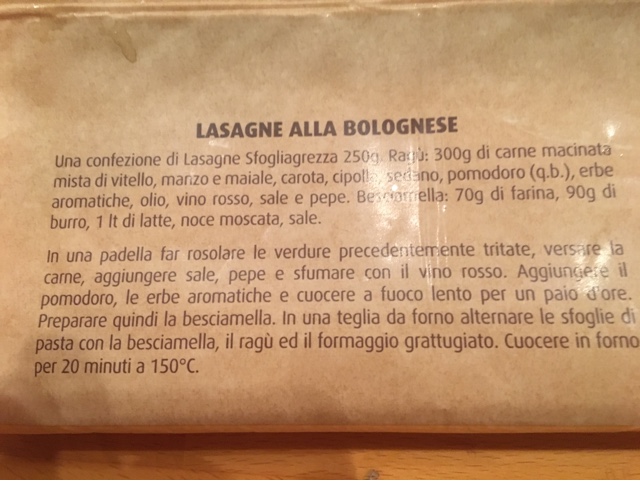 LASAGNE ALLA BOLOGNESE
Una confezione di Lasagne Sfogliagrezza 250g. Ragù: 300g di carne macinata
mista di vitello, manzo e maiale, carota, cipolla, sedano, pomodoro (q.b.), erbe
aromatiche, olio, vino rosso, sale e pepe. Besciamella: 70g di farina, 90g di
burro, 1 lt di latte, noce moscata, sale.
In una padella far rosolare le verdure precedentemente tritate, versare la
carne, aggiungere sale, pepe e sfumare con il vino rosso. Aggiungere il
pomodoro, le erbe aromatiche e cuocere a fuoco lento per un paio d'ore.
Preparare quindi la besciamella. In una teglia da forno alternare le sfoglie di
pasta con la besciamella, il ragù ed il formaggio grattugiato. Cuocere in forno
per 20 minuti a 150°C.